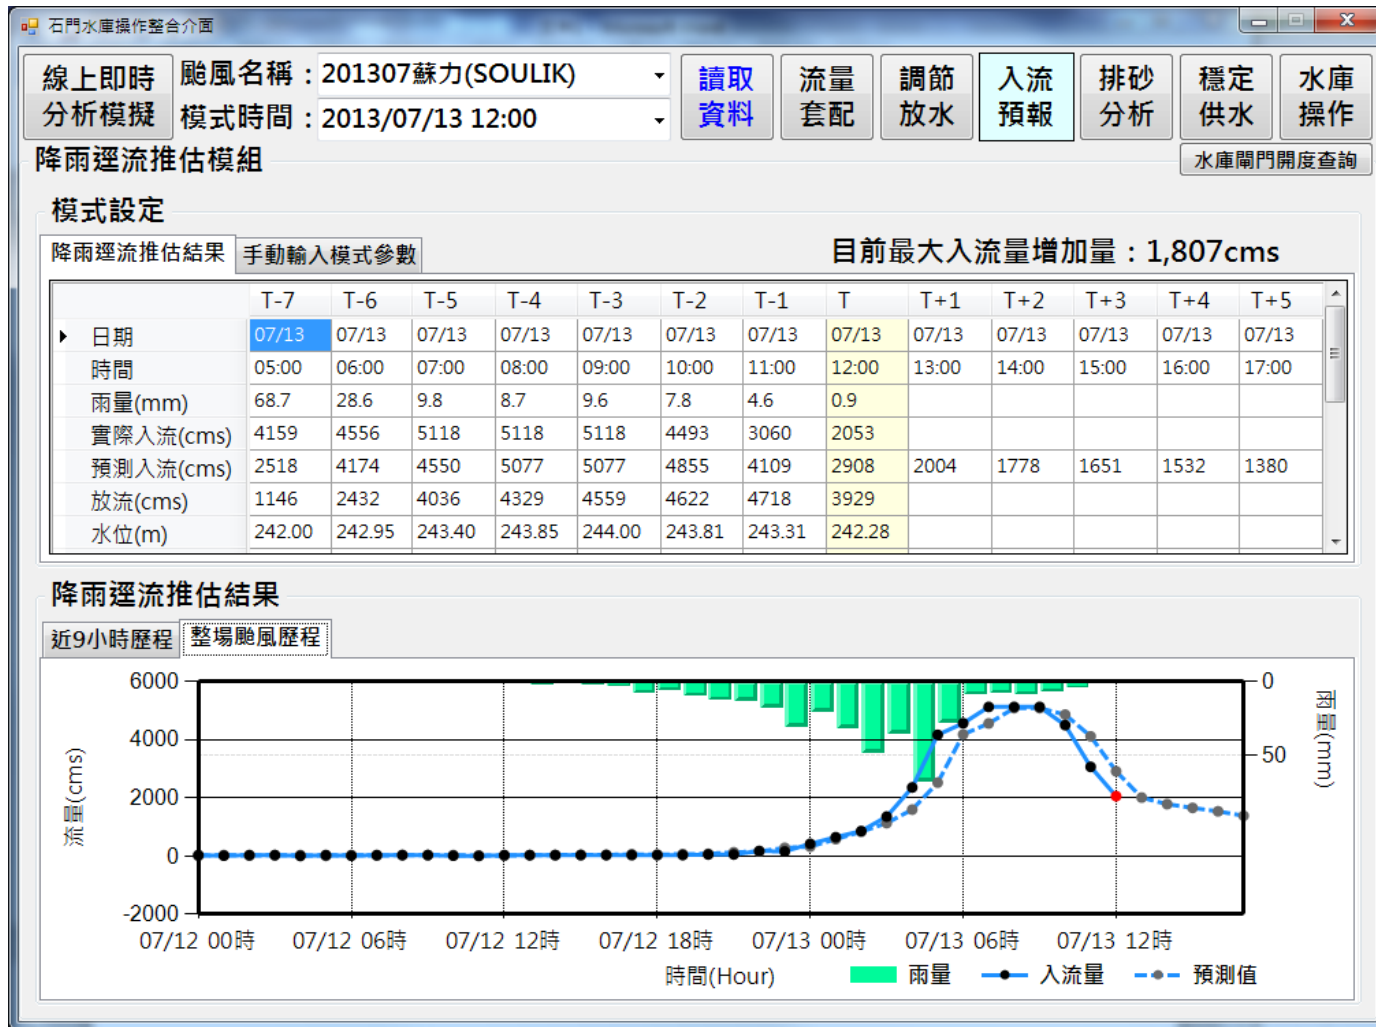 石門水庫操作整合介面
線上即時
分析模擬
颱風名稱：201307蘇力(SOULIK)
模式時間：2013/07/13 12:00
讀取
資料
流量
套配
調節
放水
入流
預報
排砂
分析
穩定
供水
水庫
操作
降雨逕流推估模組
水庫閘門開度查詢
模式設定
降雨逕流推估結果 手動輸入模式參數 目前最大入流量增加量：1,807cms
T-7 T-6 T-5 T-4 T-3 T-2 T-1 T T+1 T+2 T+3 T+4 T+5
日期 07/13 07/13 07/13 07/13 07/13 07/13 07/13 07/13 07/13 07/13 07/13 07/13 07/13
時間 05:00 06:00 07:00 08:00 09:00 10:00 11:00 12:00 13:00 14:00 15:00 16:00 17:00
雨量(mm) 68.7 28.6 9.8 8.7 9.6 7.8 4.6 0.9
實際入流(cms) 4159 4556 5118 5118 5118 4493 3060 2053
預測入流(cms) 2518 4174 4550 5077 5077 4855 4109 2908 2004 1778 1651 1532 1380
放流(cms) 1146 2432 4036 4329 4559 4622 4718 3929
水位(m) 242.00 242.95 243.40 243.85 244.00 243.81 243.31 242.28
降雨逕流推估結果
近9小時歷程 整場颱風歷程
6000
4000
2000
0
-2000
流量(cms)
0
50
雨量(mm)
07/12 00時 07/12 06時 07/12 12時 07/12 18時 07/13 00時 07/13 06時 07/13 12時
時間(Hour) 雨量 入流量 預測值